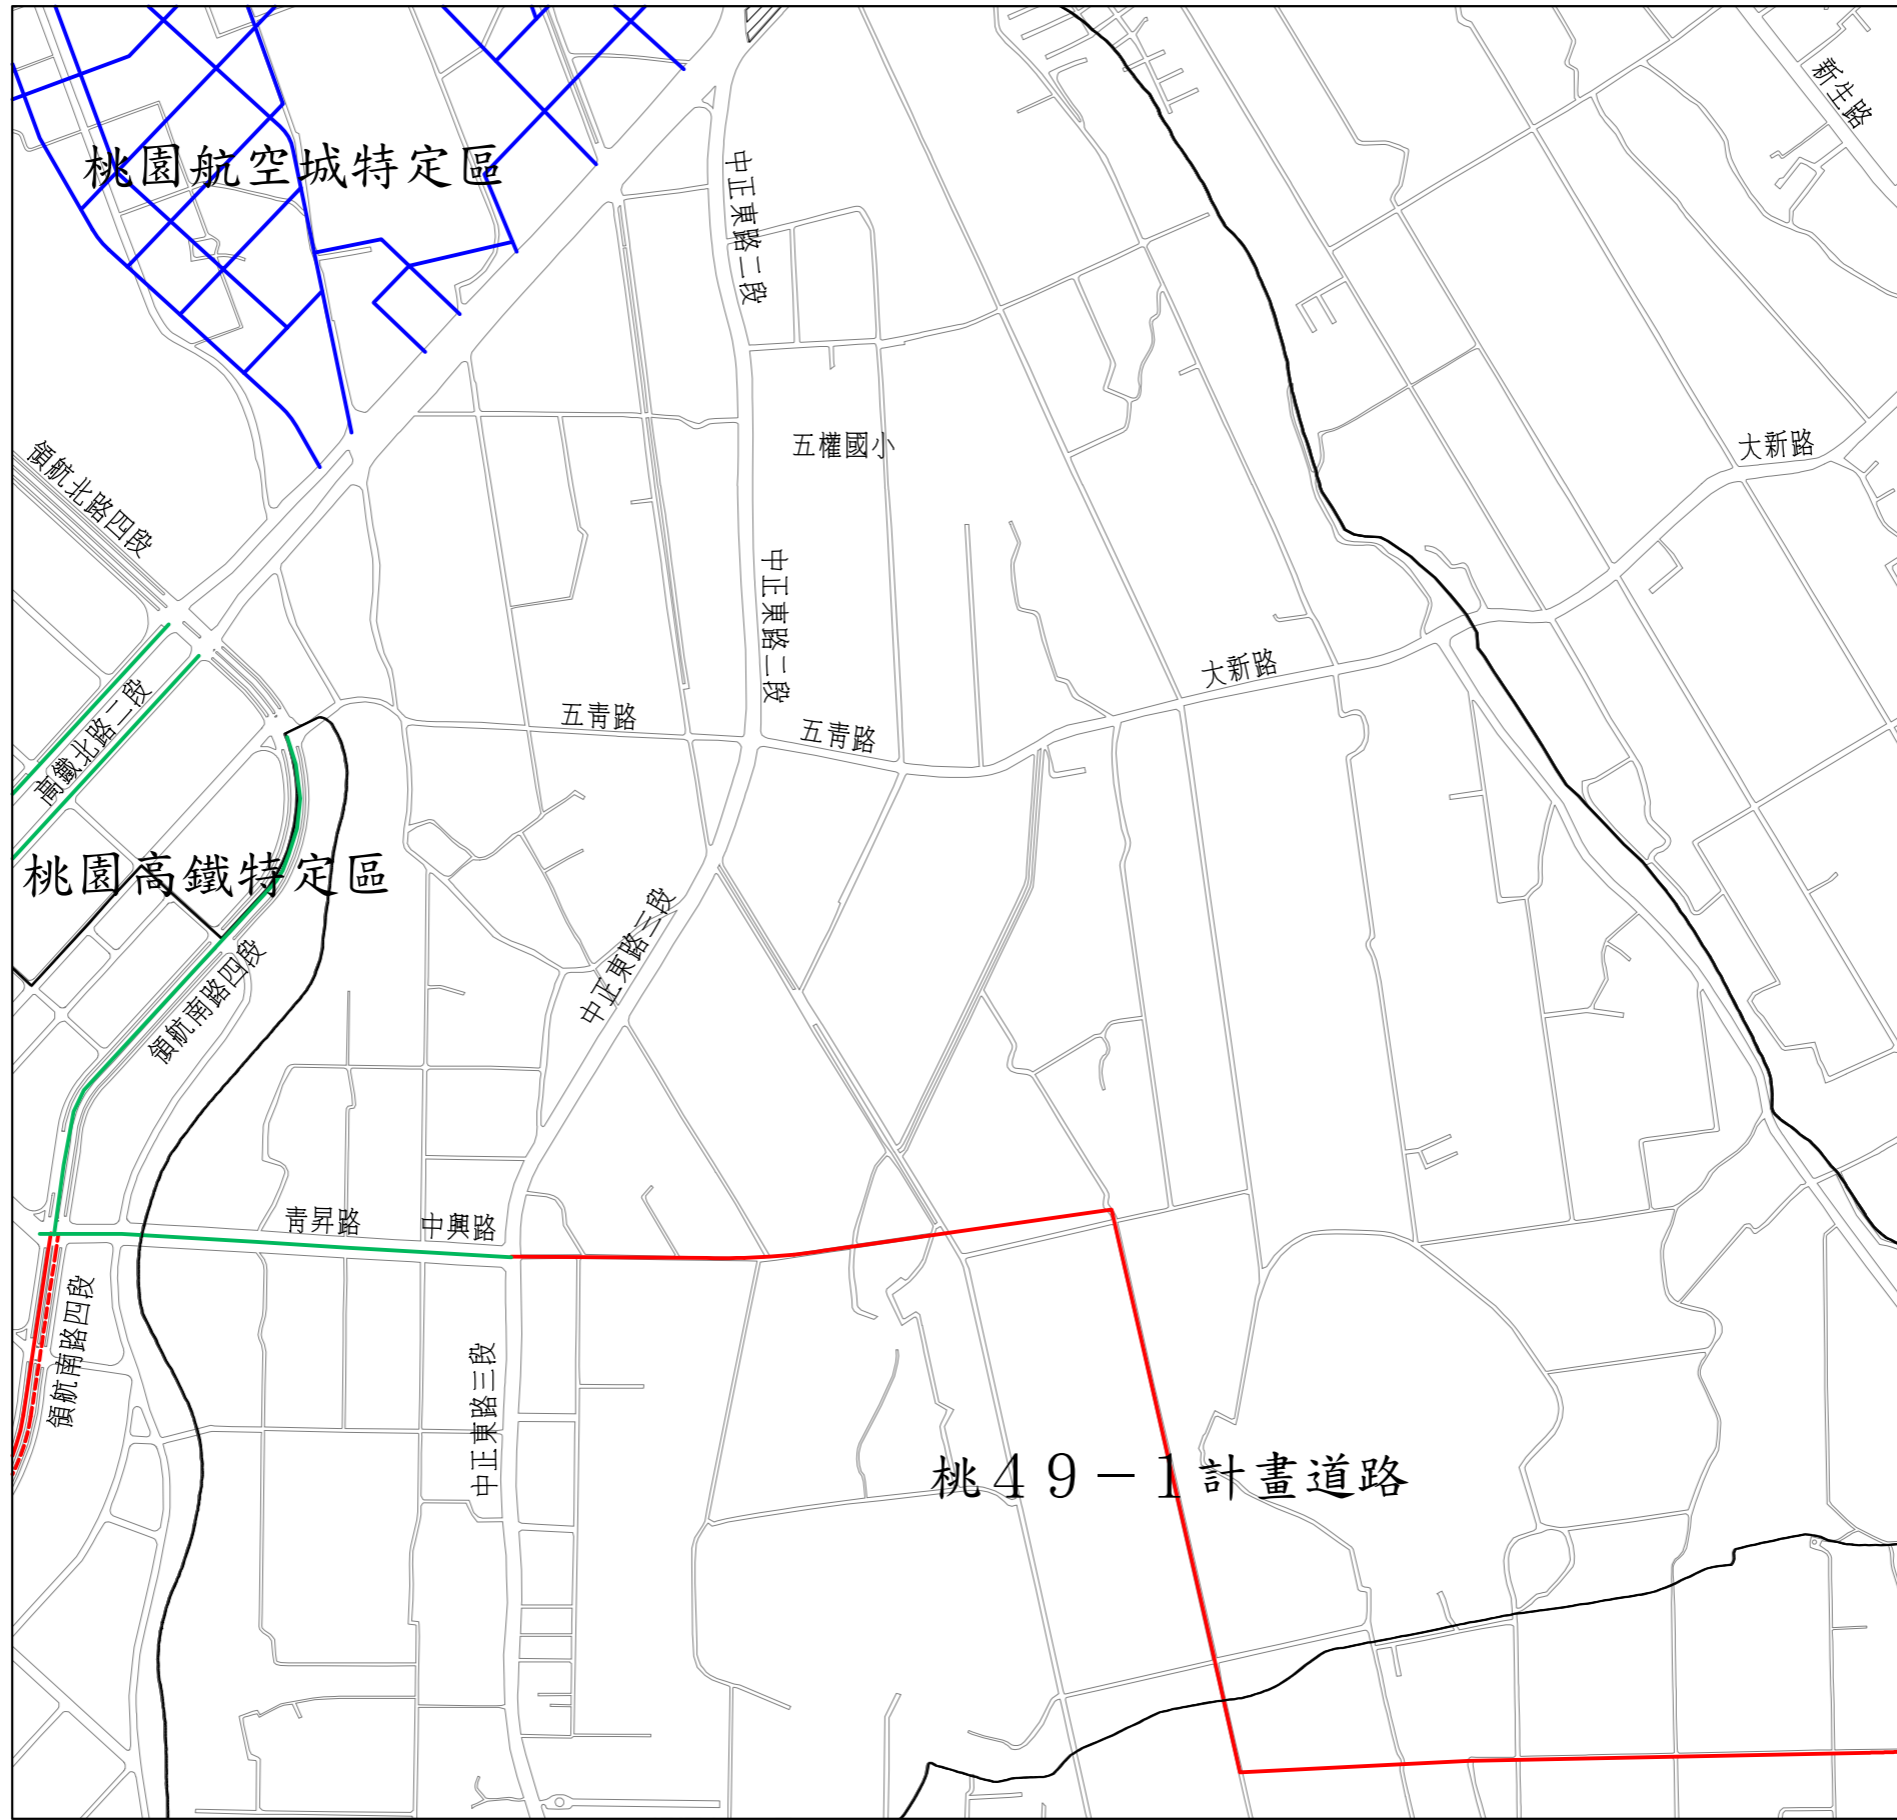 新生路
桃園航空城特定區
中正東路二段
五權國小
大新路
領航北路四段
中正東路二段
大新路
五青路
五青路
高鐵北路二段
桃園高鐵特定區
中正東路三段
領航南路四段
青昇路
中興路
領航南路四段
中正東路三段
桃49-1計畫道路